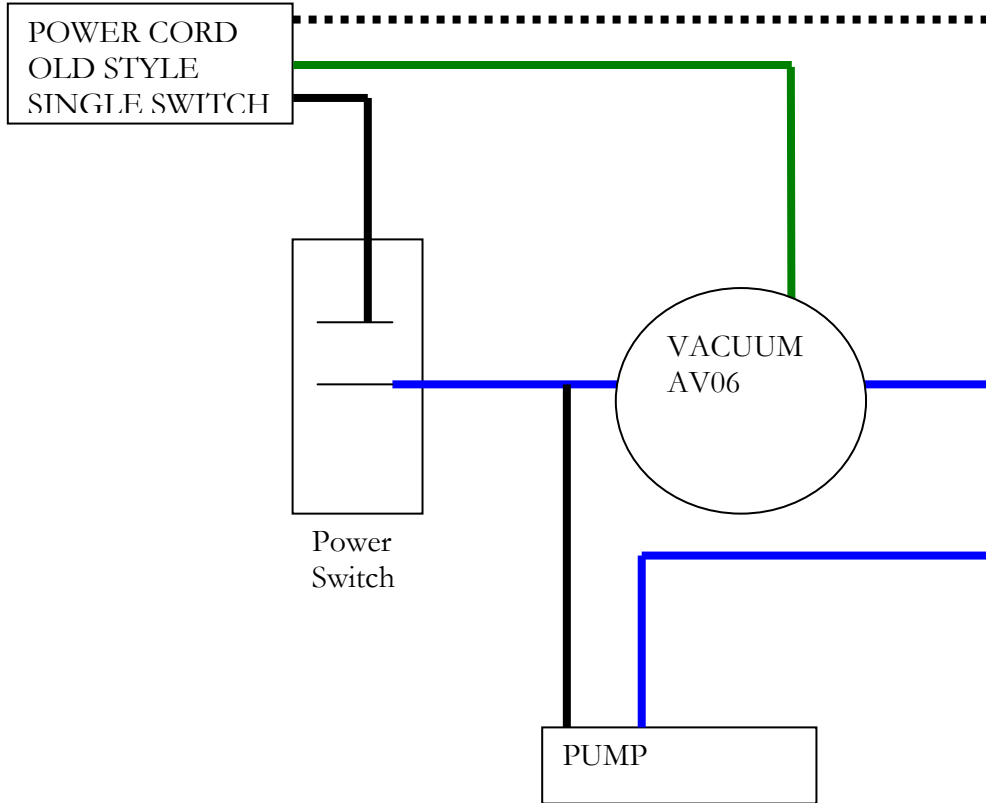 POWER CORD
OLD STYLE
SINGLE SWITCH
VACUUM
AV06
Power
Switch
PUMP